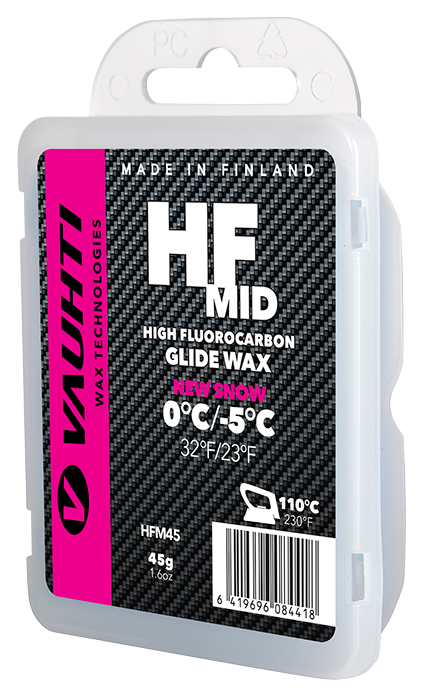 PC
MADE IN FINLAND
HF
MID
HIGH FLUOROCARBON
GLIDE WAX
NEW SNOW
0°C/-5°C
32°F/23°F
VAUHTI
WAX TECHNOLOGIES
110°C
230°F
HFM45
45g
1.6oz
6 419696 084418